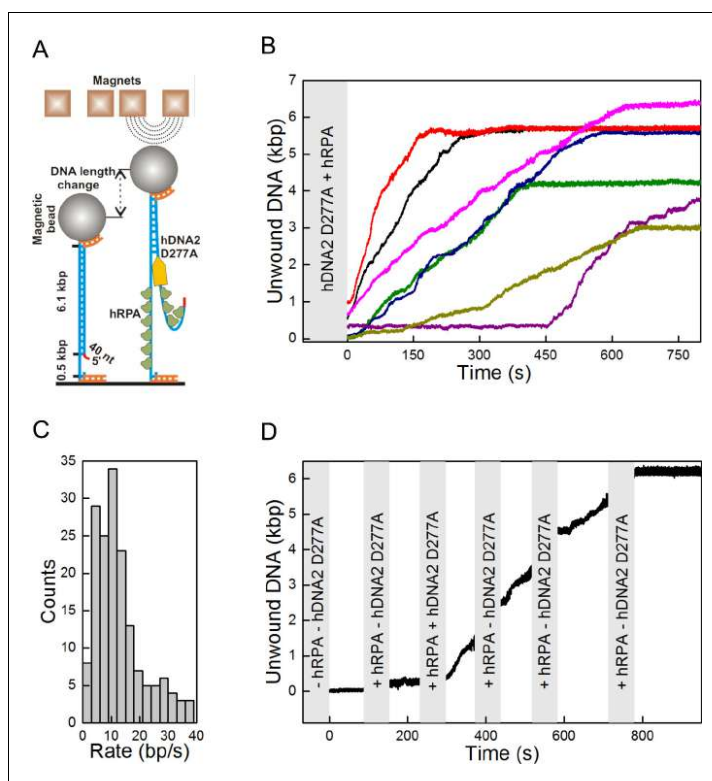 A
Magnets
DNA length
change
Magnetic
bead
hDNA2
D277A
6.1 kbp
hRPA
40 nt
5'
0.5 kbp
B
Unwound DNA (kbp)
7
6
5
4
3
2
1
0
hDNA2 D277A + hRPA
0 150 300 450 600 750
Time (s)
C
Counts
35
30
25
20
15
10
5
0
0 10 20 30 40
Rate (bp/s)
D
Unwound DNA (kbp)
6
5
4
3
2
1
0
- hRPA - hDNA2 D277A
+ hRPA - hDNA2 D277A
+ hRPA + hDNA2 D277A
+ hRPA - hDNA2 D277A
+ hRPA - hDNA2 D277A
+ hRPA - hDNA2 D277A
0 200 400 600 800
Time (s)